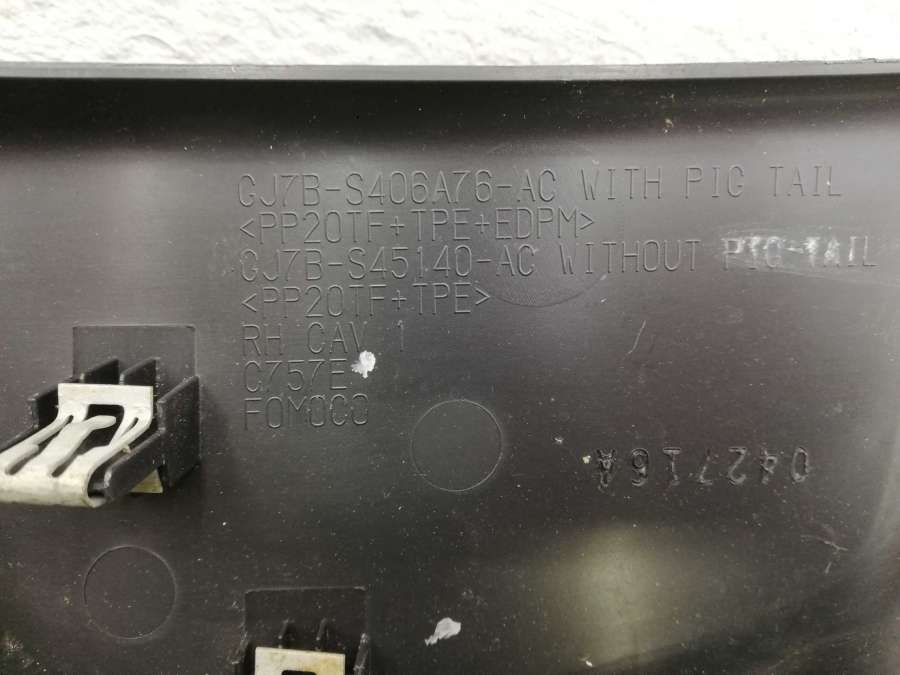 GJ7B-S406A76-AC WITH PIG TAIL
<PP20TF+TPE+EDPM>
GJ7B-S45140-AC WITHOUT PIG-TAIL
<PP20TF+TPE>
RH CAV 1
C757E
FOMOCO
042716A